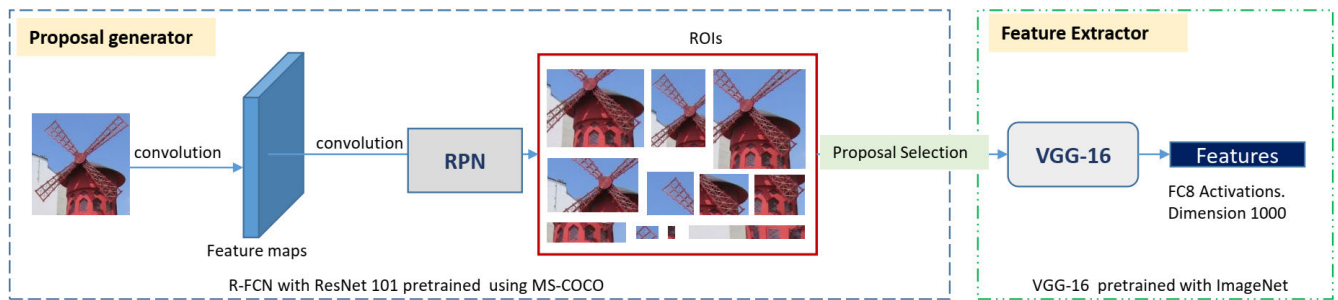 Proposal generator
ROIs
Feature Extractor
convolution
convolution
RPN
Proposal Selection
VGG-16
Features
FC8 Activations.
Dimension 1000
Feature maps
R-FCN with ResNet 101 pretrained using MS-COCO
VGG-16 pretrained with ImageNet